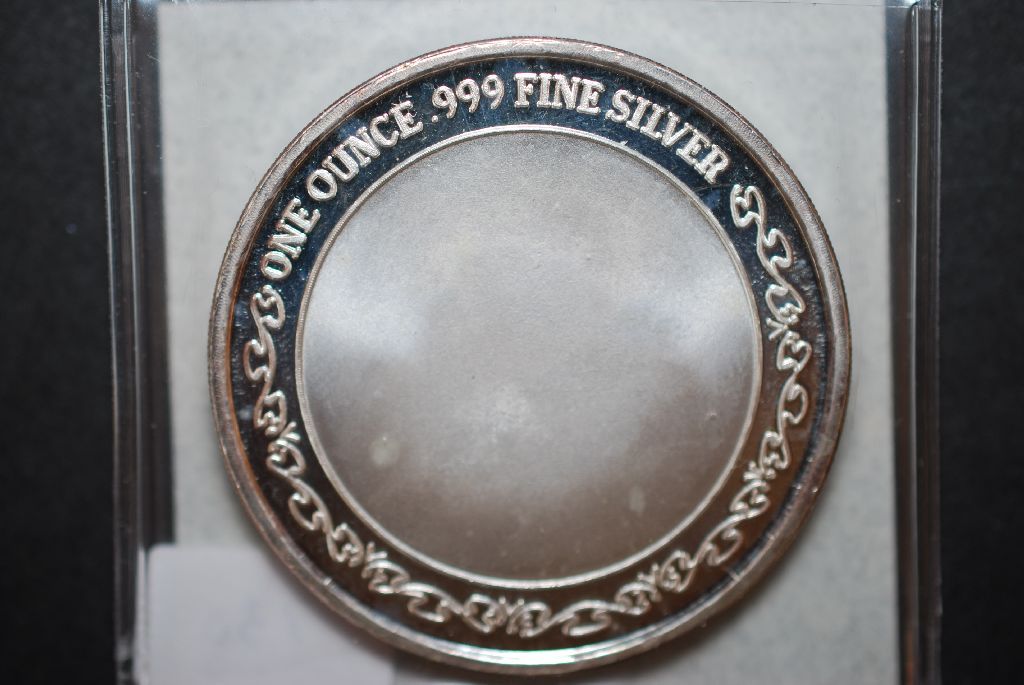 ONE OUNCE .999 FINE SILVER